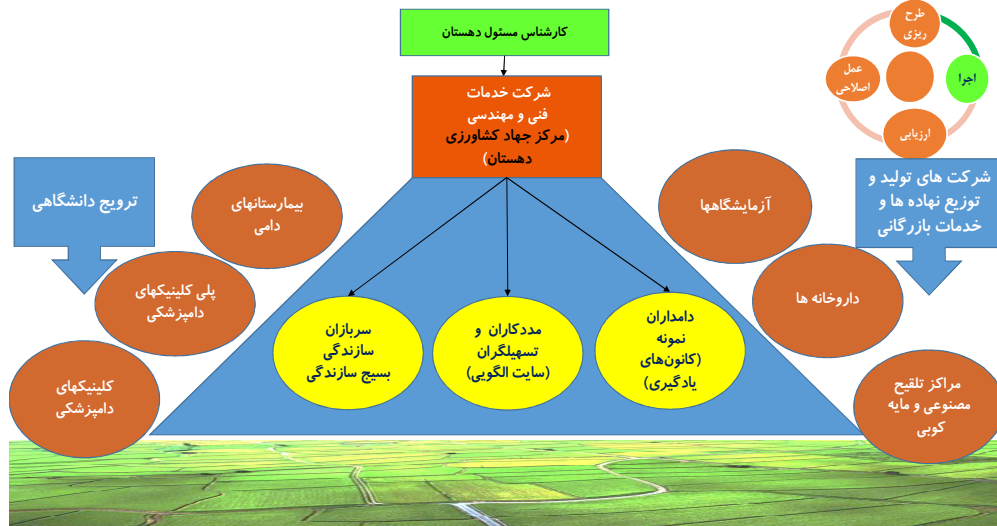 کارشناس مسئول دهستان
شرکت خدمات
فنی و مهندسی
(مرکز جهاد کشاورزی
دهستان)
طرح
ریزی
اجرا
ارزیابی
عمل
اصلاحی
شرکت های تولید و
توزیع نهاده ها و
خدمات بازرگانی
ترویج دانشگاهی
آزمایشگاهها
داروخانه ها
مراکز تلقیح
مصنوعی و مایه
کوبی
بیمارستانهای
دامی
پلی کلینیکهای
دامپزشکی
کلینیکهای
دامپزشکی
دامداران
نمونه
(کانون‌های
یادگیری)
مددکاران و
تسهیلگران
(سایت الگویی)
سربازان
سازندگی
بسیج سازندگی